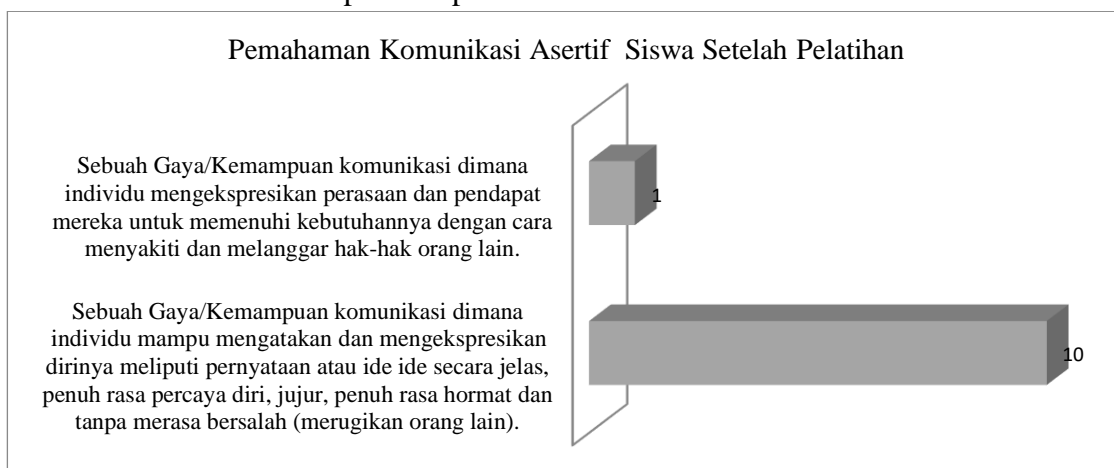 Pemahaman Komunikasi Asertif Siswa Setelah Pelatihan
Sebuah Gaya/Kemampuan komunikasi dimana
individu mengekspresikan perasaan dan pendapat
mereka untuk memenuhi kebutuhannya dengan cara
menyakiti dan melanggar hak-hak orang lain.
1
Sebuah Gaya/Kemampuan komunikasi dimana
individu mampu mengatakan dan mengekspresikan
dirinya meliputi pernyataan atau ide ide secara jelas,
penuh rasa percaya diri, jujur, penuh rasa hormat dan
tanpa merasa bersalah (merugikan orang lain).
10